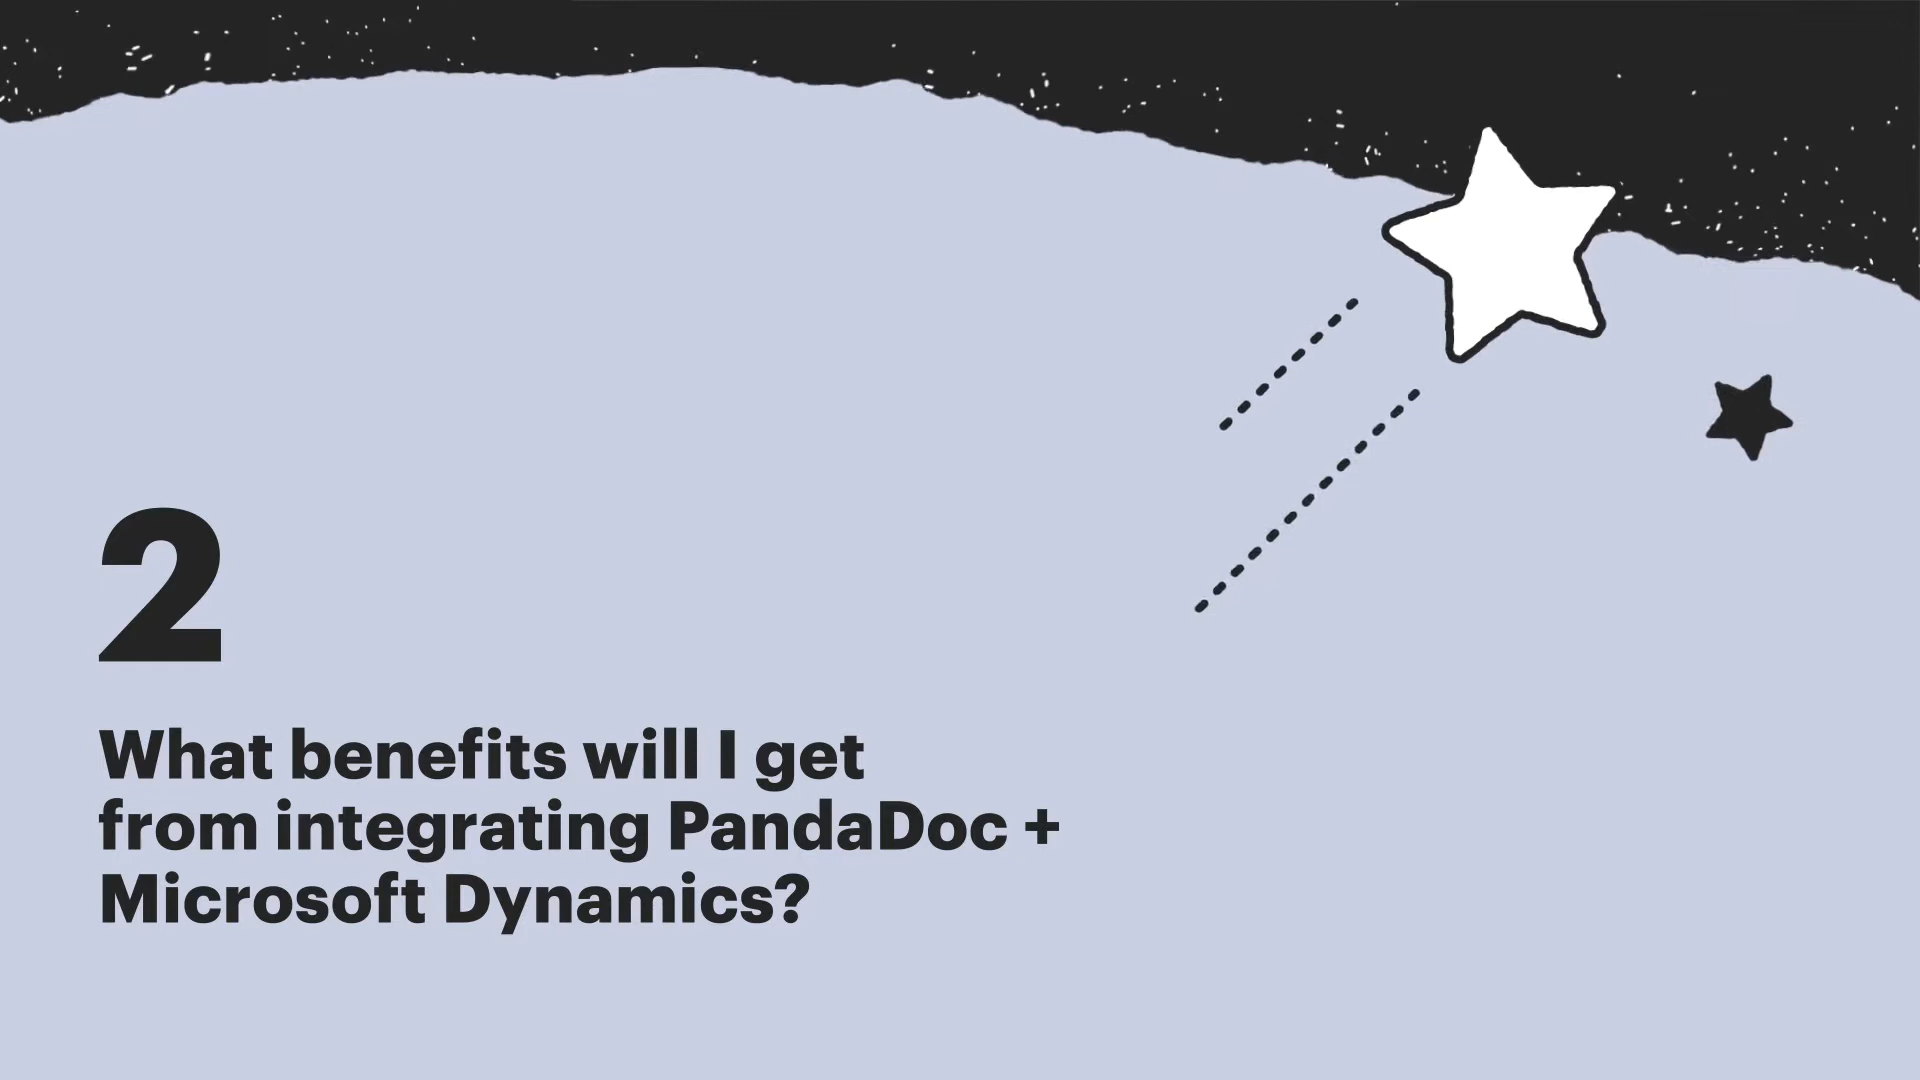 2
What benefits will I get
from integrating PandaDoc +
Microsoft Dynamics?